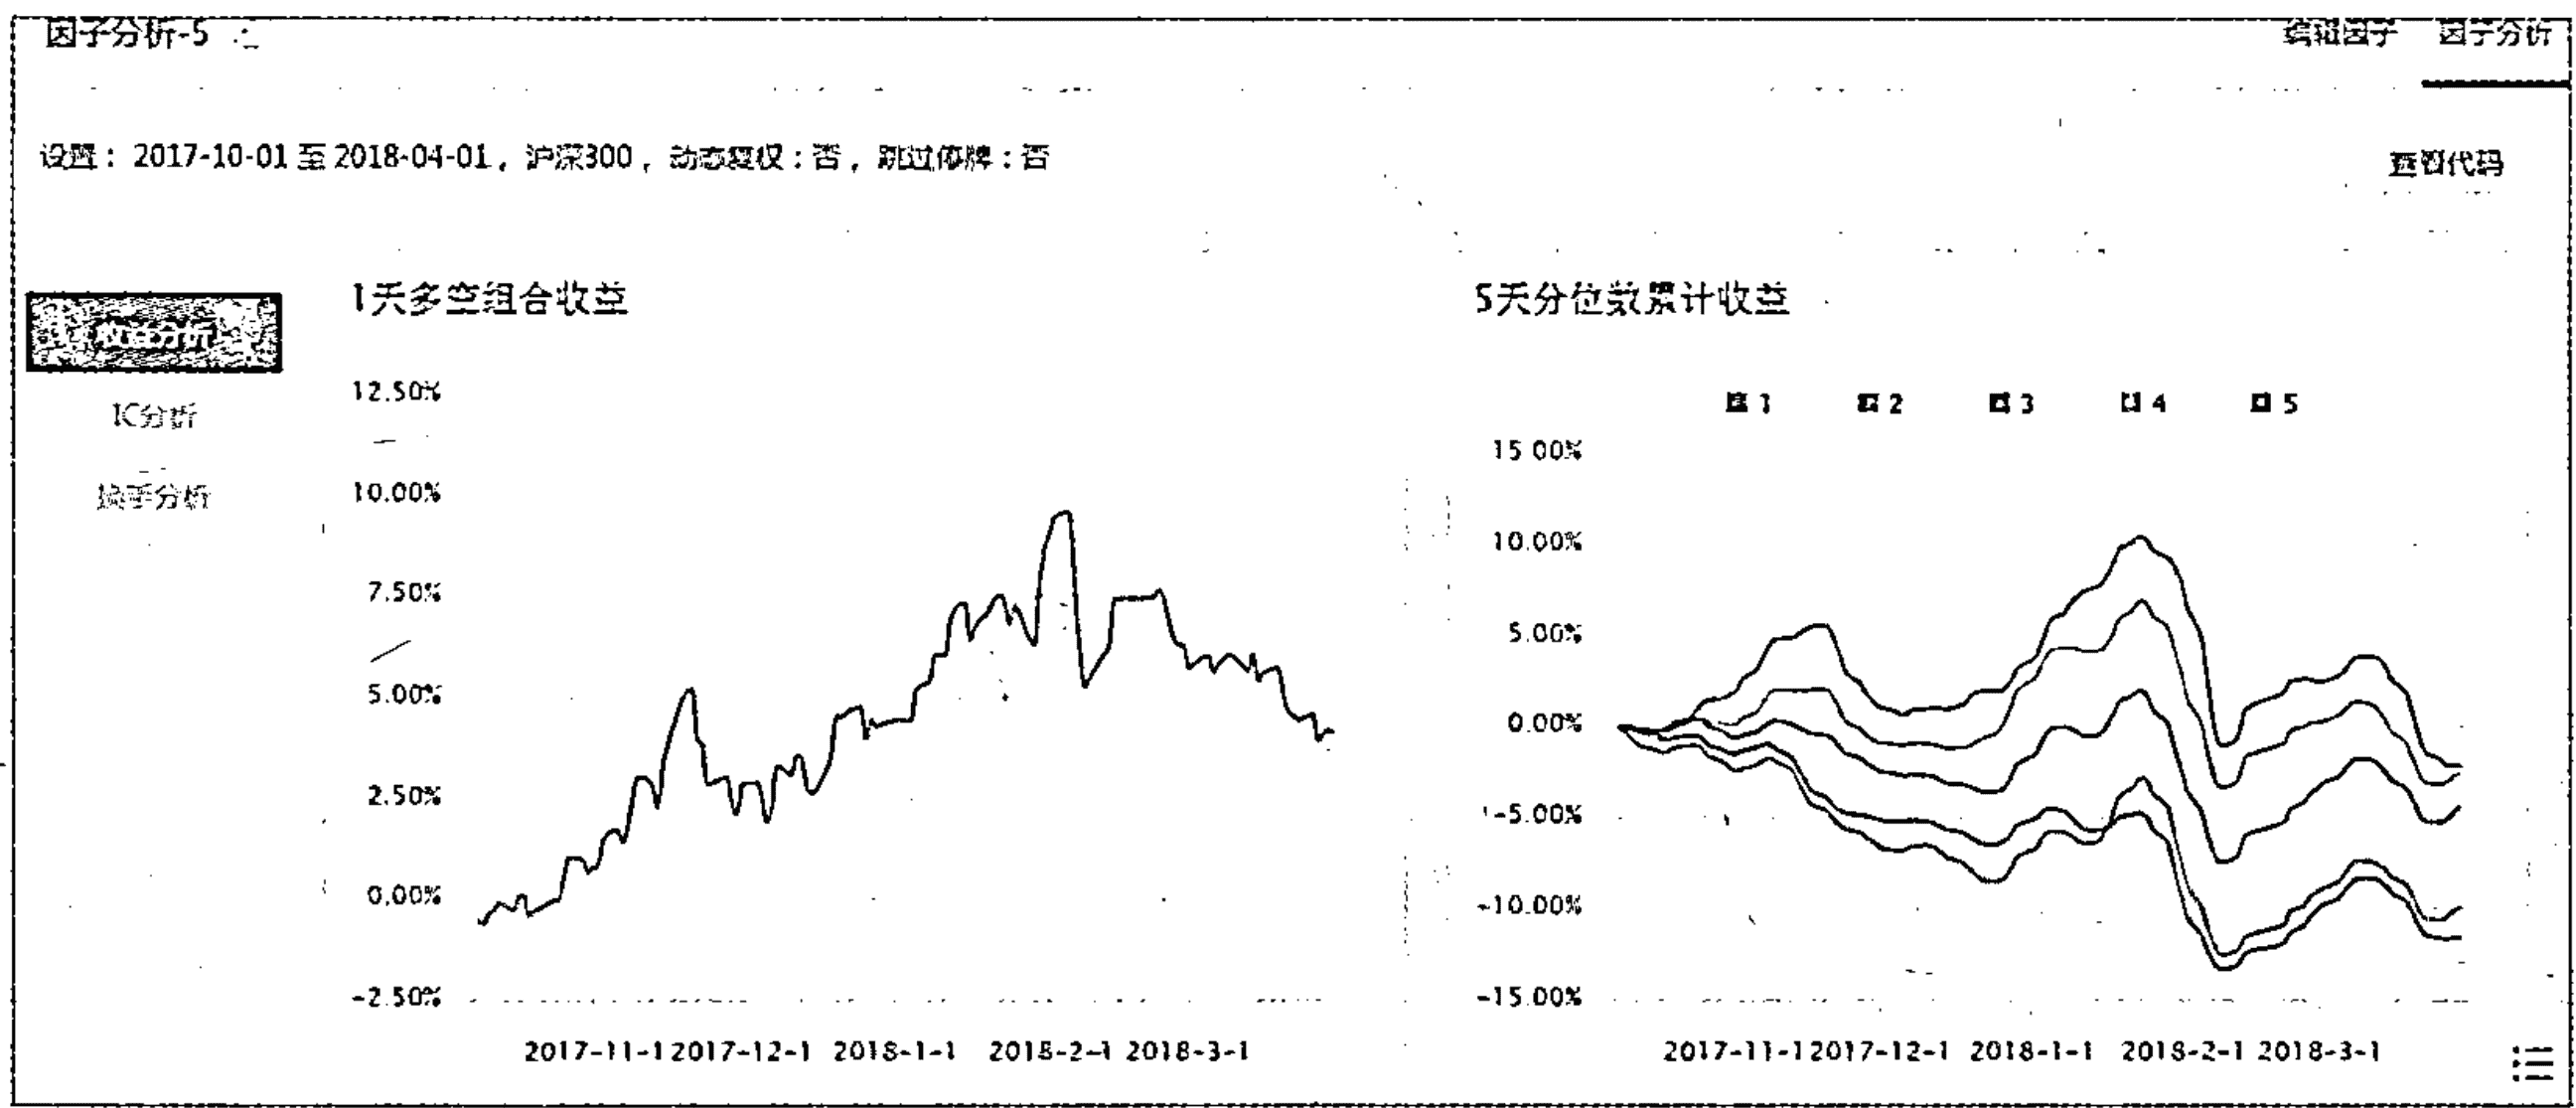 因子分析-5
编辑因子 因子分析
设置：2017-10-01 至 2018-04-01，沪深300，动态复权：否，跳过停牌：否
查看代码
收益分析
IC分析
换手分析
1天多空组合收益
12.50%
10.00%
7.50%
5.00%
2.50%
0.00%
-2.50%
2017-11-1 2017-12-1 2018-1-1 2018-2-1 2018-3-1
5天分位数累计收益
1 2 3 4 5
15.00%
10.00%
5.00%
0.00%
-5.00%
-10.00%
-15.00%
2017-11-1 2017-12-1 2018-1-1 2018-2-1 2018-3-1